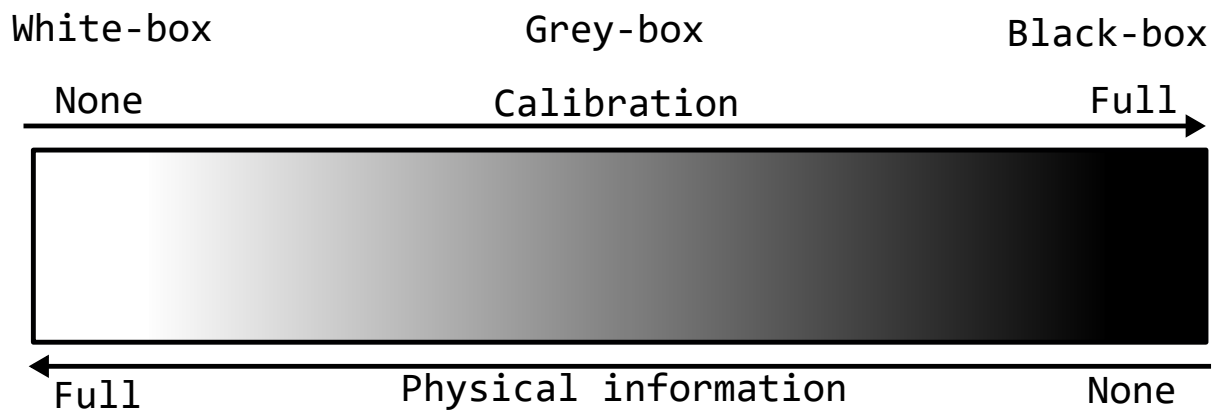 White-box Grey-box Black-box
None Calibration Full
Full Physical information None